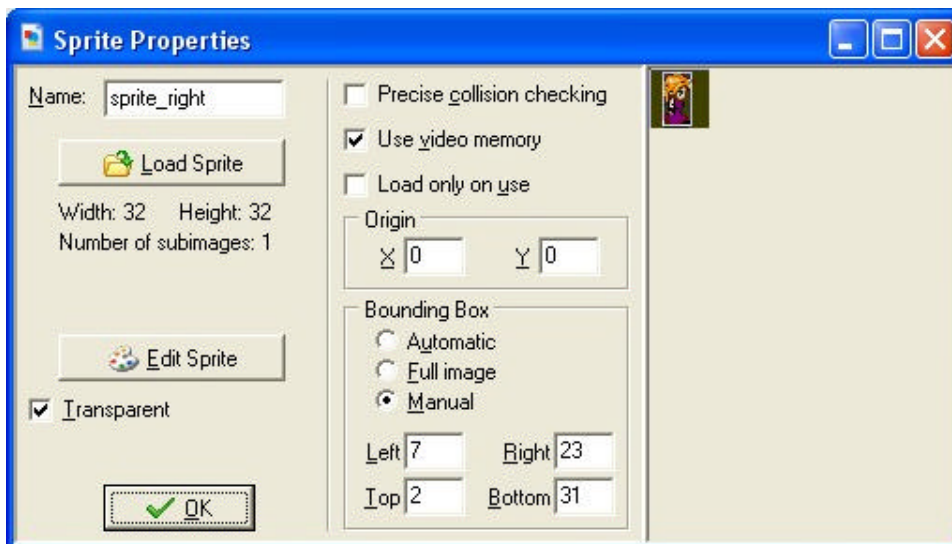 Sprite Properties
Name: sprite_right
Load Sprite
Width: 32 Height: 32
Number of subimages: 1
Edit Sprite
Transparent
OK
Precise collision checking
Use video memory
Load only on use
Origin
X 0 Y 0
Bounding Box
Automatic
Full image
Manual
Left 7 Right 23
Top 2 Bottom 31